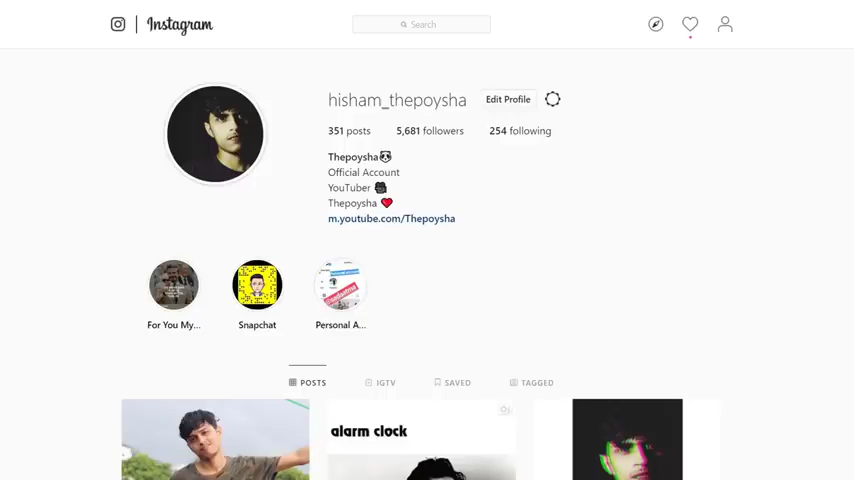 Instagram
Search
hisham_thepoysha
Edit Profile
351 posts
5,681 followers
254 following
Thepoysha
Official Account
YouTuber
Thepoysha
m.youtube.com/Thepoysha
For You My...
Snapchat
Personal A...
POSTS
IGTV
SAVED
TAGGED
alarm clock